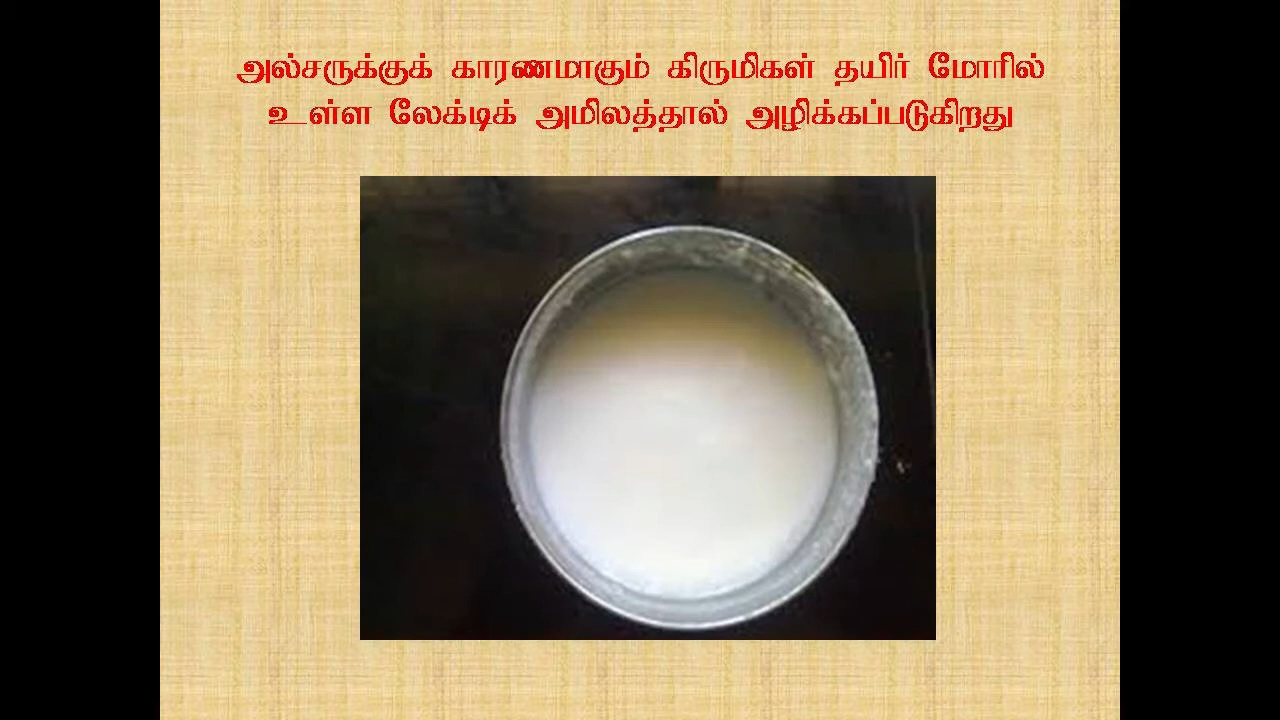 அல்சருக்குக் காரணமாகும் கிருமிகள் தயிர் மோரில்
உள்ள லேக்டிக் அமிலத்தால் அழிக்கப்படுகிறது